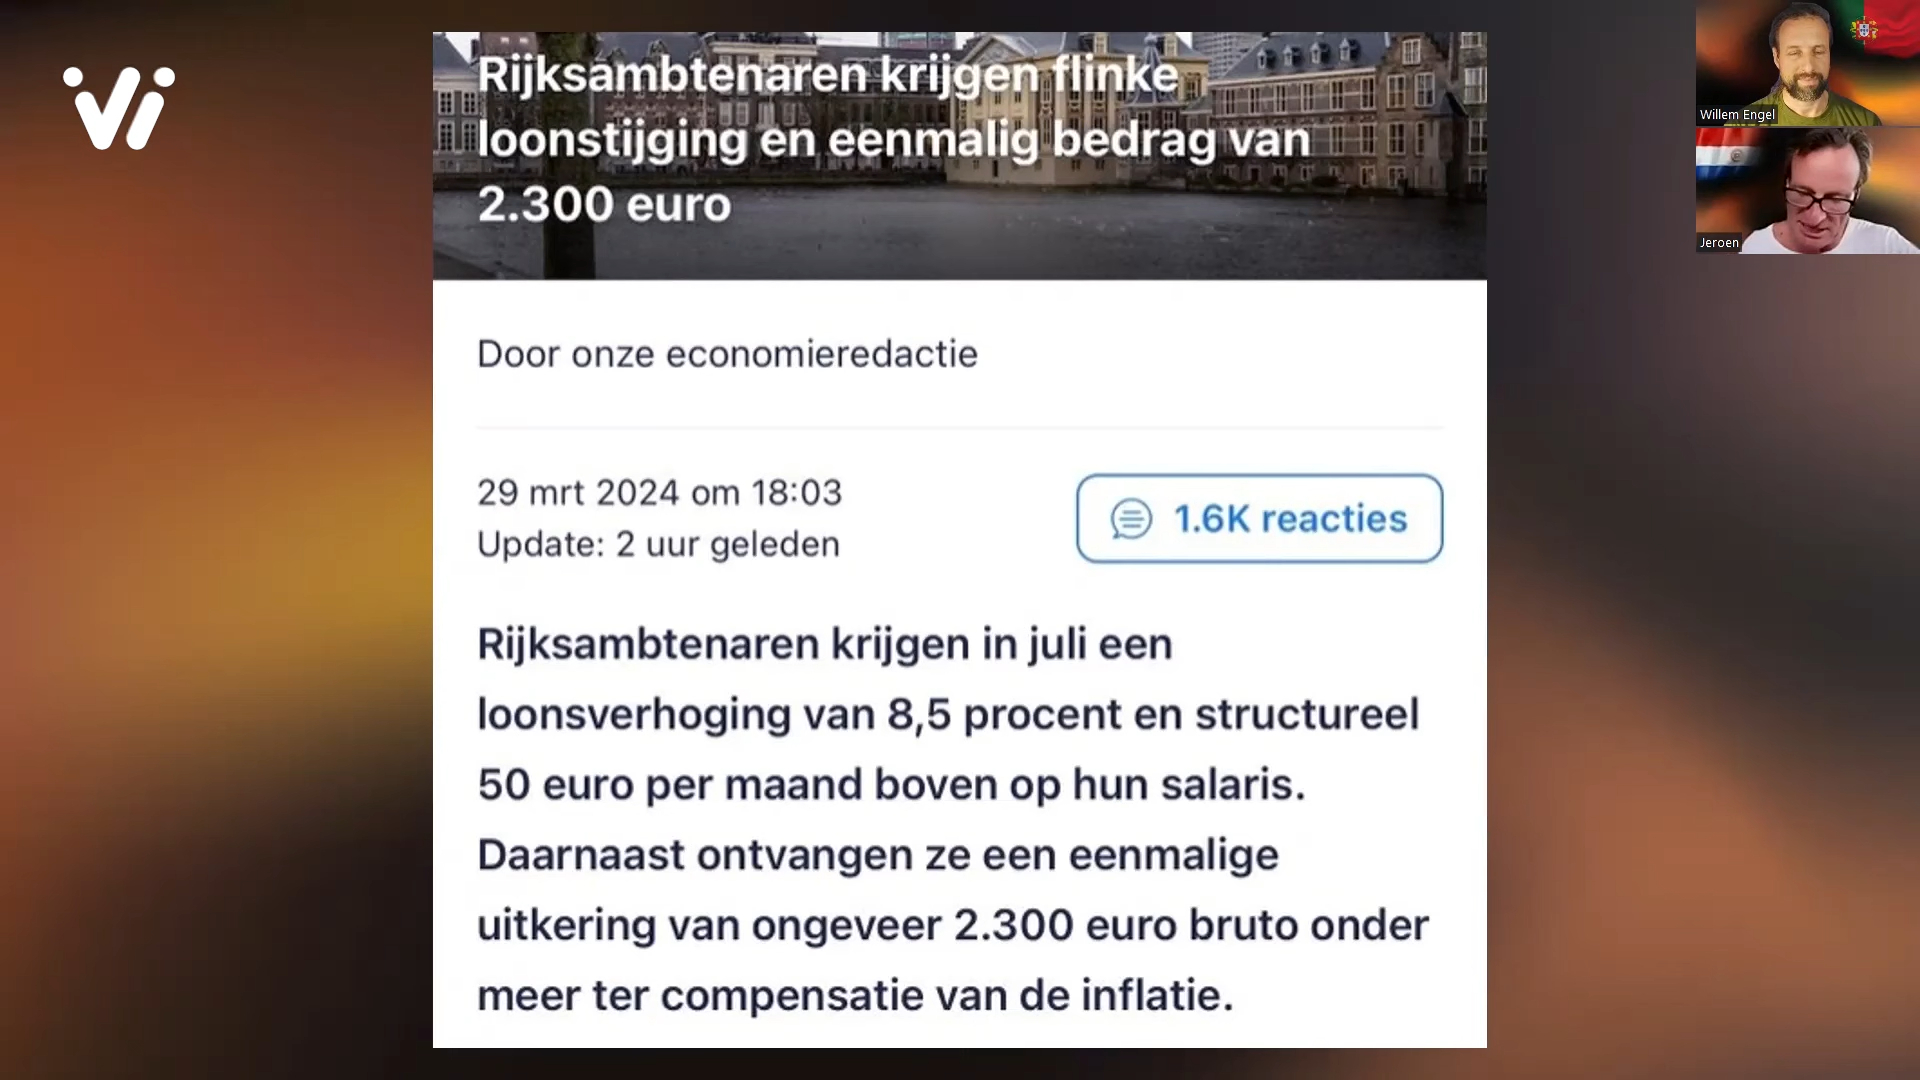 Vi
Rijksambtenaren krijgen flinke
loonstijging en eenmalig bedrag van
2.300 euro
Door onze economieredactie
29 mrt 2024 om 18:03
Update: 2 uur geleden
1.6K reacties
Rijksambtenaren krijgen in juli een
loonsverhoging van 8,5 procent en structureel
50 euro per maand boven op hun salaris.
Daarnaast ontvangen ze een eenmalige
uitkering van ongeveer 2.300 euro bruto onder
meer ter compensatie van de inflatie.
Willem Engel
Jeroen